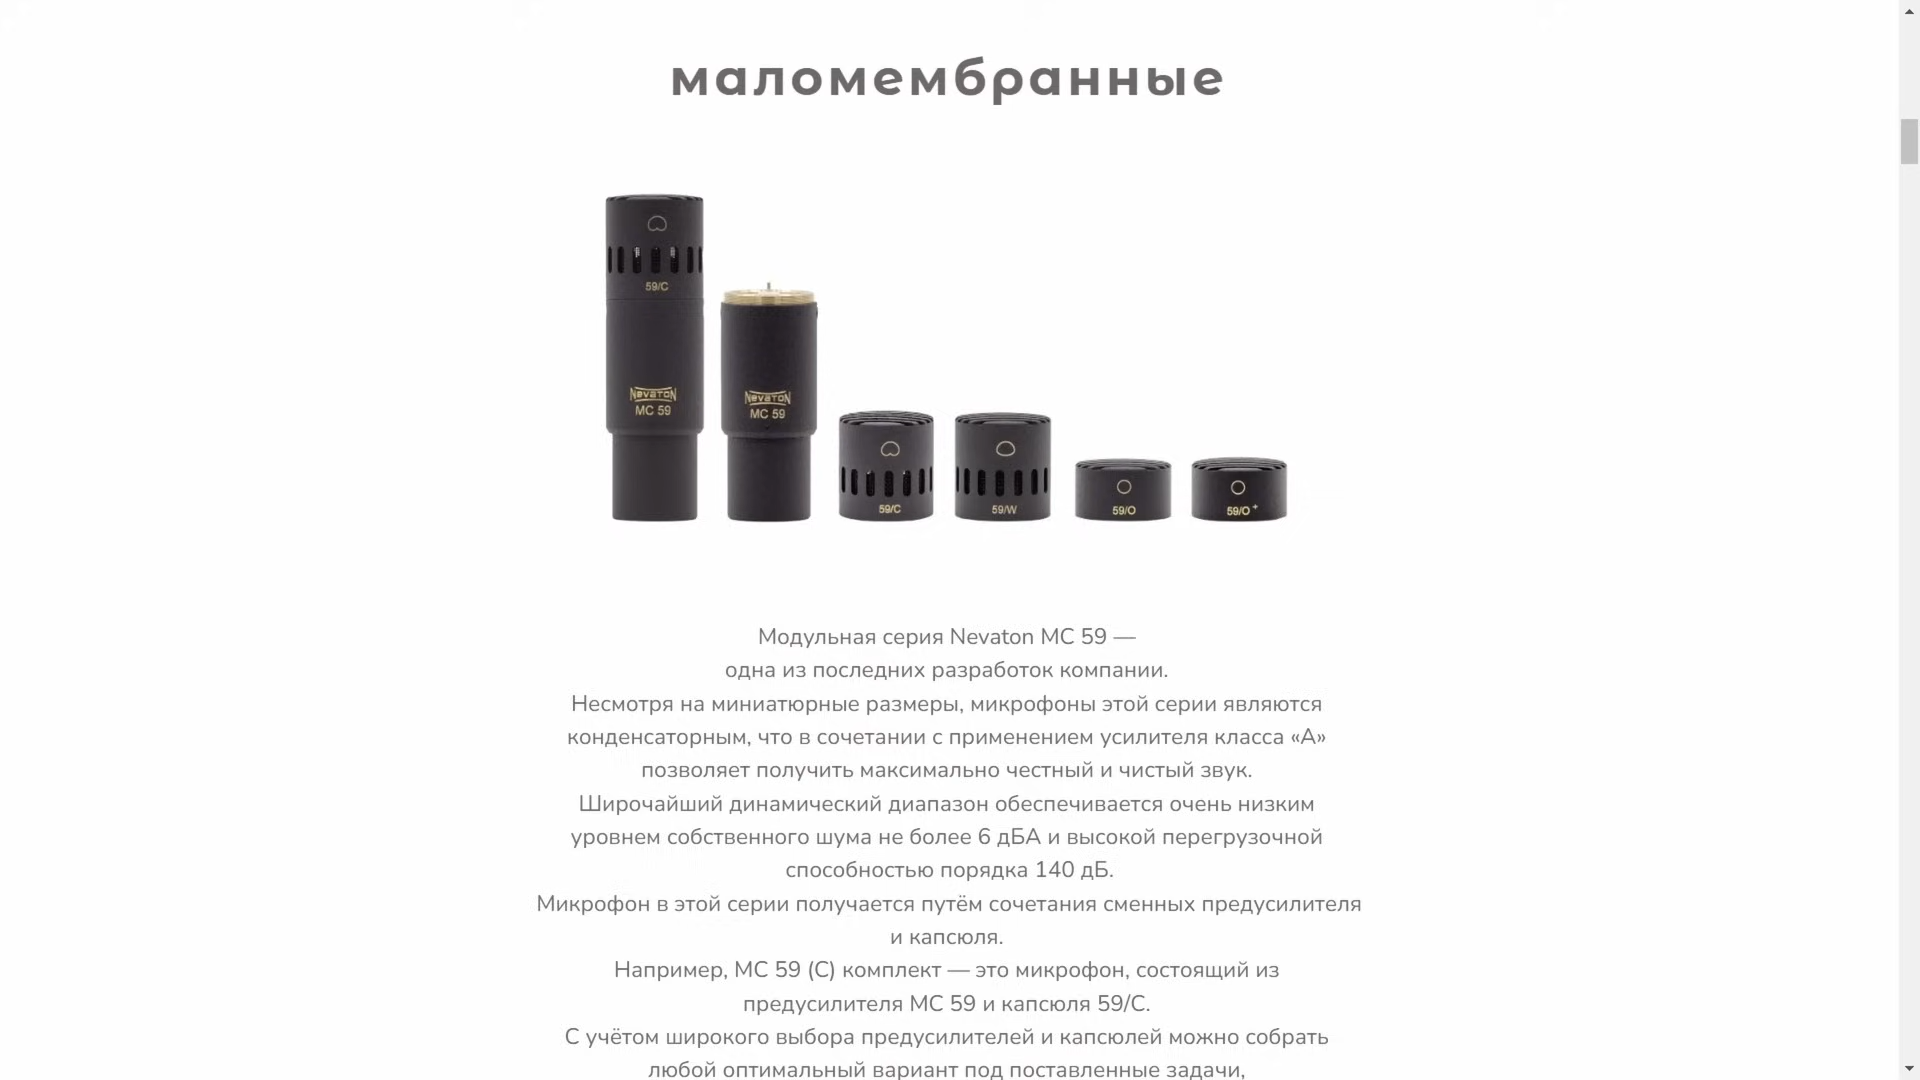 маломембранные
59/C
Nevaton
MC 59
Nevaton
MC 59
59/C
59/W
59/O
59/O +
Модульная серия Nevaton MC 59 —
одна из последних разработок компании.
Несмотря на миниатюрные размеры, микрофоны этой серии являются
конденсаторным, что в сочетании с применением усилителя класса «А»
позволяет получить максимально честный и чистый звук.
Широчайший динамический диапазон обеспечивается очень низким
уровнем собственного шума не более 6 дБА и высокой перегрузочной
способностью порядка 140 дБ.
Микрофон в этой серии получается путём сочетания сменных предусилителя
и капсюля.
Например, МС 59 (С) комплект — это микрофон, состоящий из
предусилителя МС 59 и капсюля 59/С.
С учётом широкого выбора предусилителей и капсюлей можно собрать
любой оптимальный вариант под поставленные задачи,